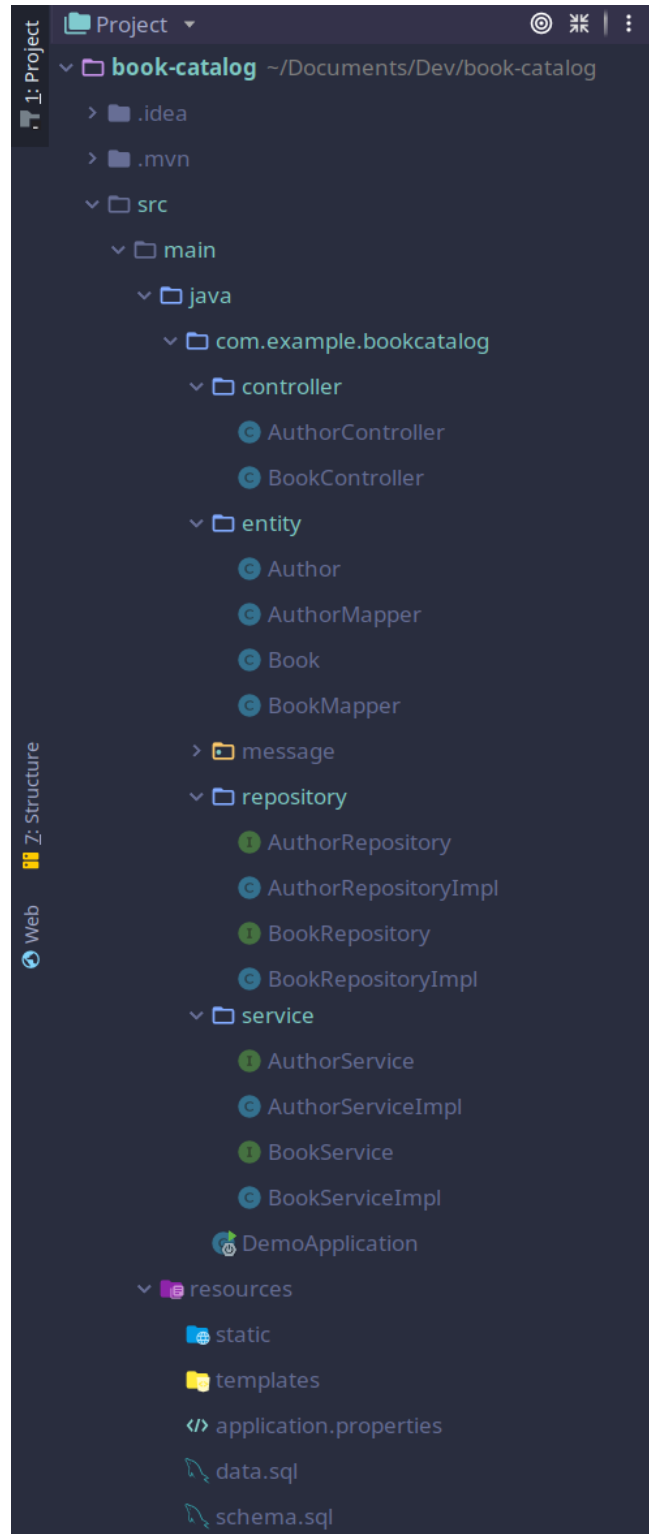 Project
book-catalog ~/Documents/Dev/book-catalog
.idea
.mvn
src
main
java
com.example.bookcatalog
controller
AuthorController
BookController
entity
Author
AuthorMapper
Book
BookMapper
message
repository
AuthorRepository
AuthorRepositoryImpl
BookRepository
BookRepositoryImpl
service
AuthorService
AuthorServiceImpl
BookService
BookServiceImpl
DemoApplication
resources
static
templates
application.properties
data.sql
schema.sql
1: Project
7: Structure
Web